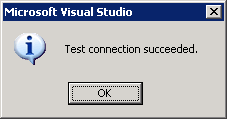 Microsoft Visual Studio
Test connection succeeded.
OK